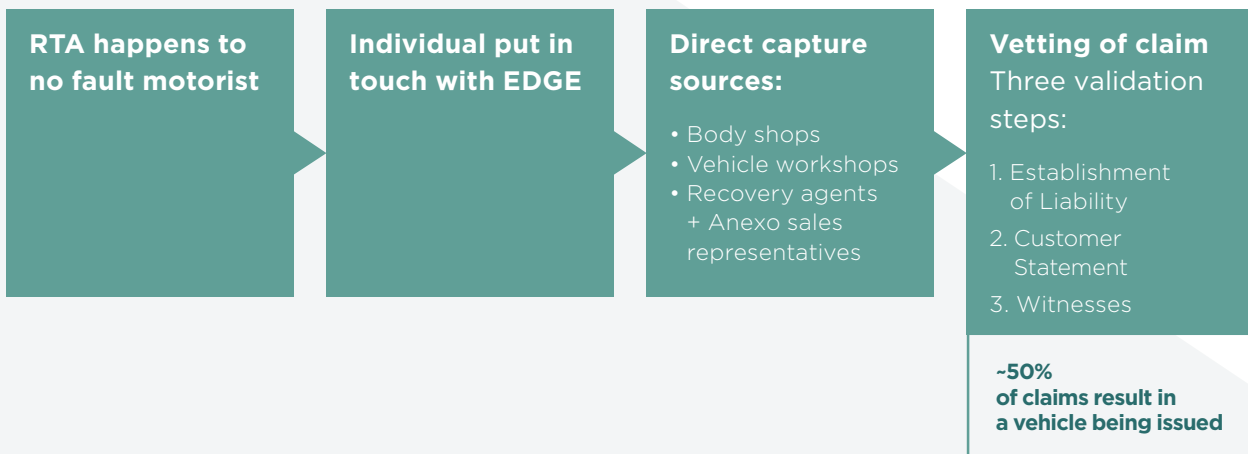 RTA happens to
no fault motorist
Individual put in
touch with EDGE
Direct capture
sources:
• Body shops
• Vehicle workshops
• Recovery agents
+ Anexo sales
representatives
Vetting of claim
Three validation
steps:
1. Establishment
of Liability
2. Customer
Statement
3. Witnesses
~50%
of claims result in
a vehicle being issued